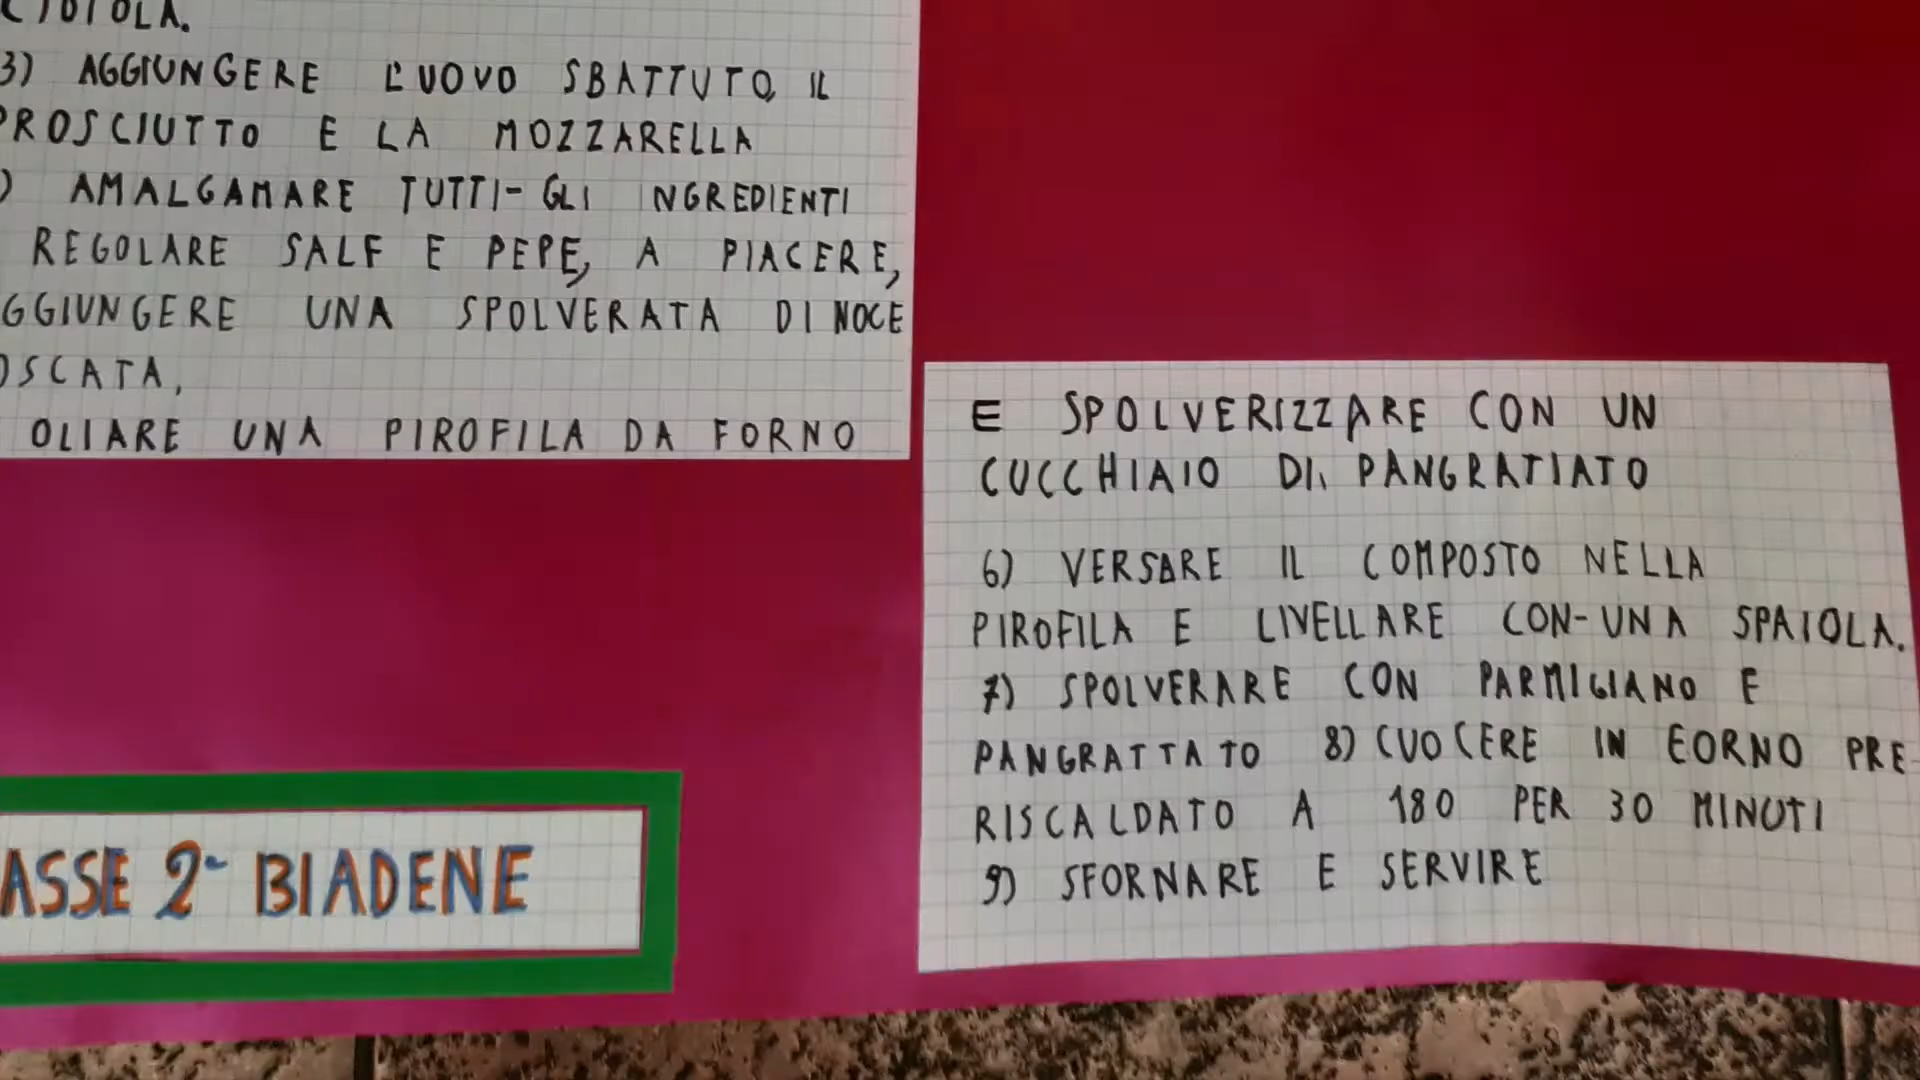 CIOTOLA.
3) AGGIUNGERE L'UOVO SBATTUTO, IL
PROSCIUTTO E LA MOZZARELLA
) AMALGAMARE TUTTI-GLI INGREDIENTI
REGOLARE SALE E PEPE, A PIACERE,
GGIUNGERE UNA SPOLVERATA DI NOCE
OSCATA,
OLIARE UNA PIROFILA DA FORNO
E SPOLVERIZZARE CON UN
CUCCHIAIO DI PANGRATTATO
6) VERSARE IL COMPOSTO NELLA
PIROFILA E LIVELLARE CON-UNA SPATOLA.
7) SPOLVERARE CON PARMIGIANO E
PANGRATTATO 8) CUOCERE IN FORNO PRE-
RISCALDATO A 180 PER 30 MINUTI
9) SFORNARE E SERVIRE
ASSE 2ª BIADENE